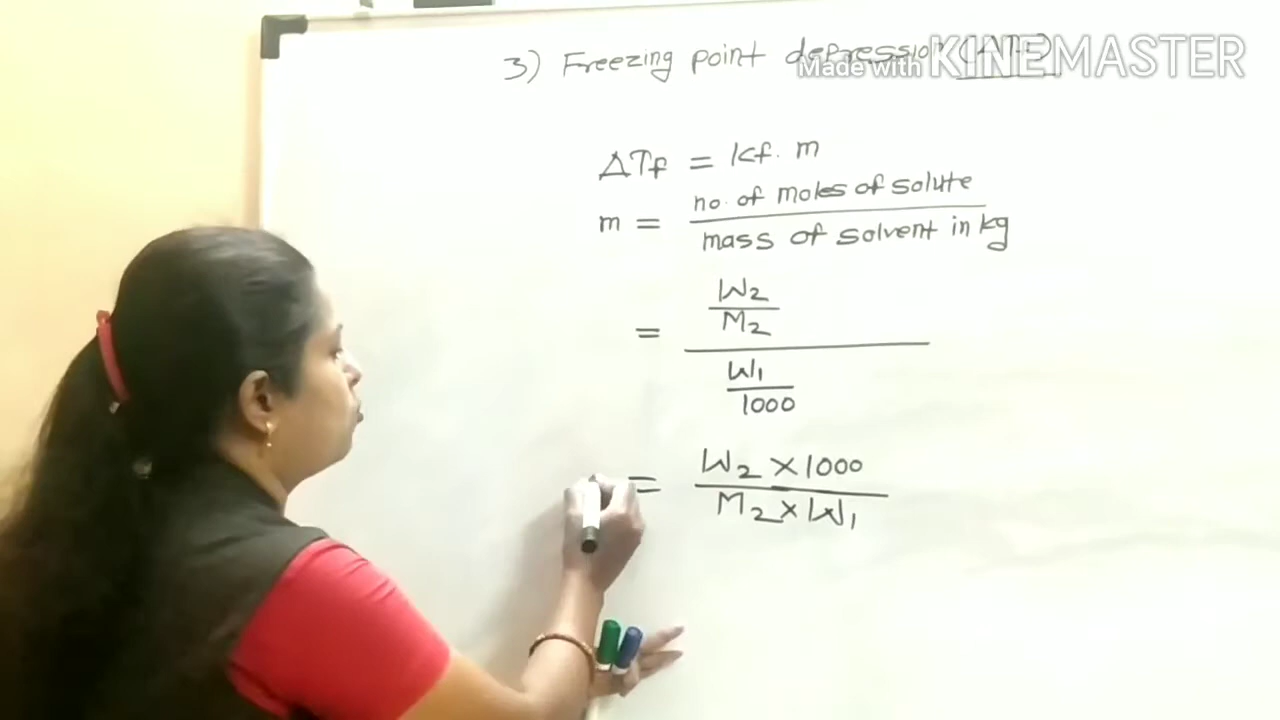 3) Freezing point depression (ΔTf)
Made with KINEMASTER
ΔTf = kf. m
m = no. of moles of solute
mass of solvent in kg
= W2
M2
W1
1000
= W2 × 1000
M2 × W1